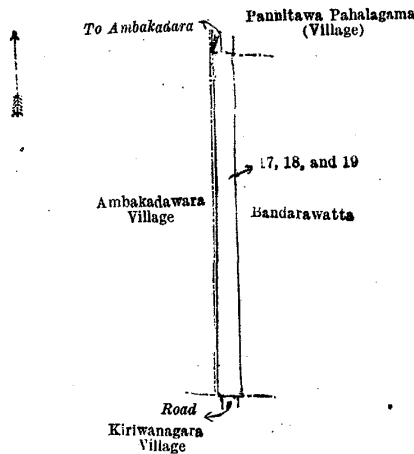 To Ambakadara
Pannitawa Pahalagama
(Village)
17, 18, and 19
Ambakadawara
Village
Bandarawatta
Road
Kiriwanagara
Village